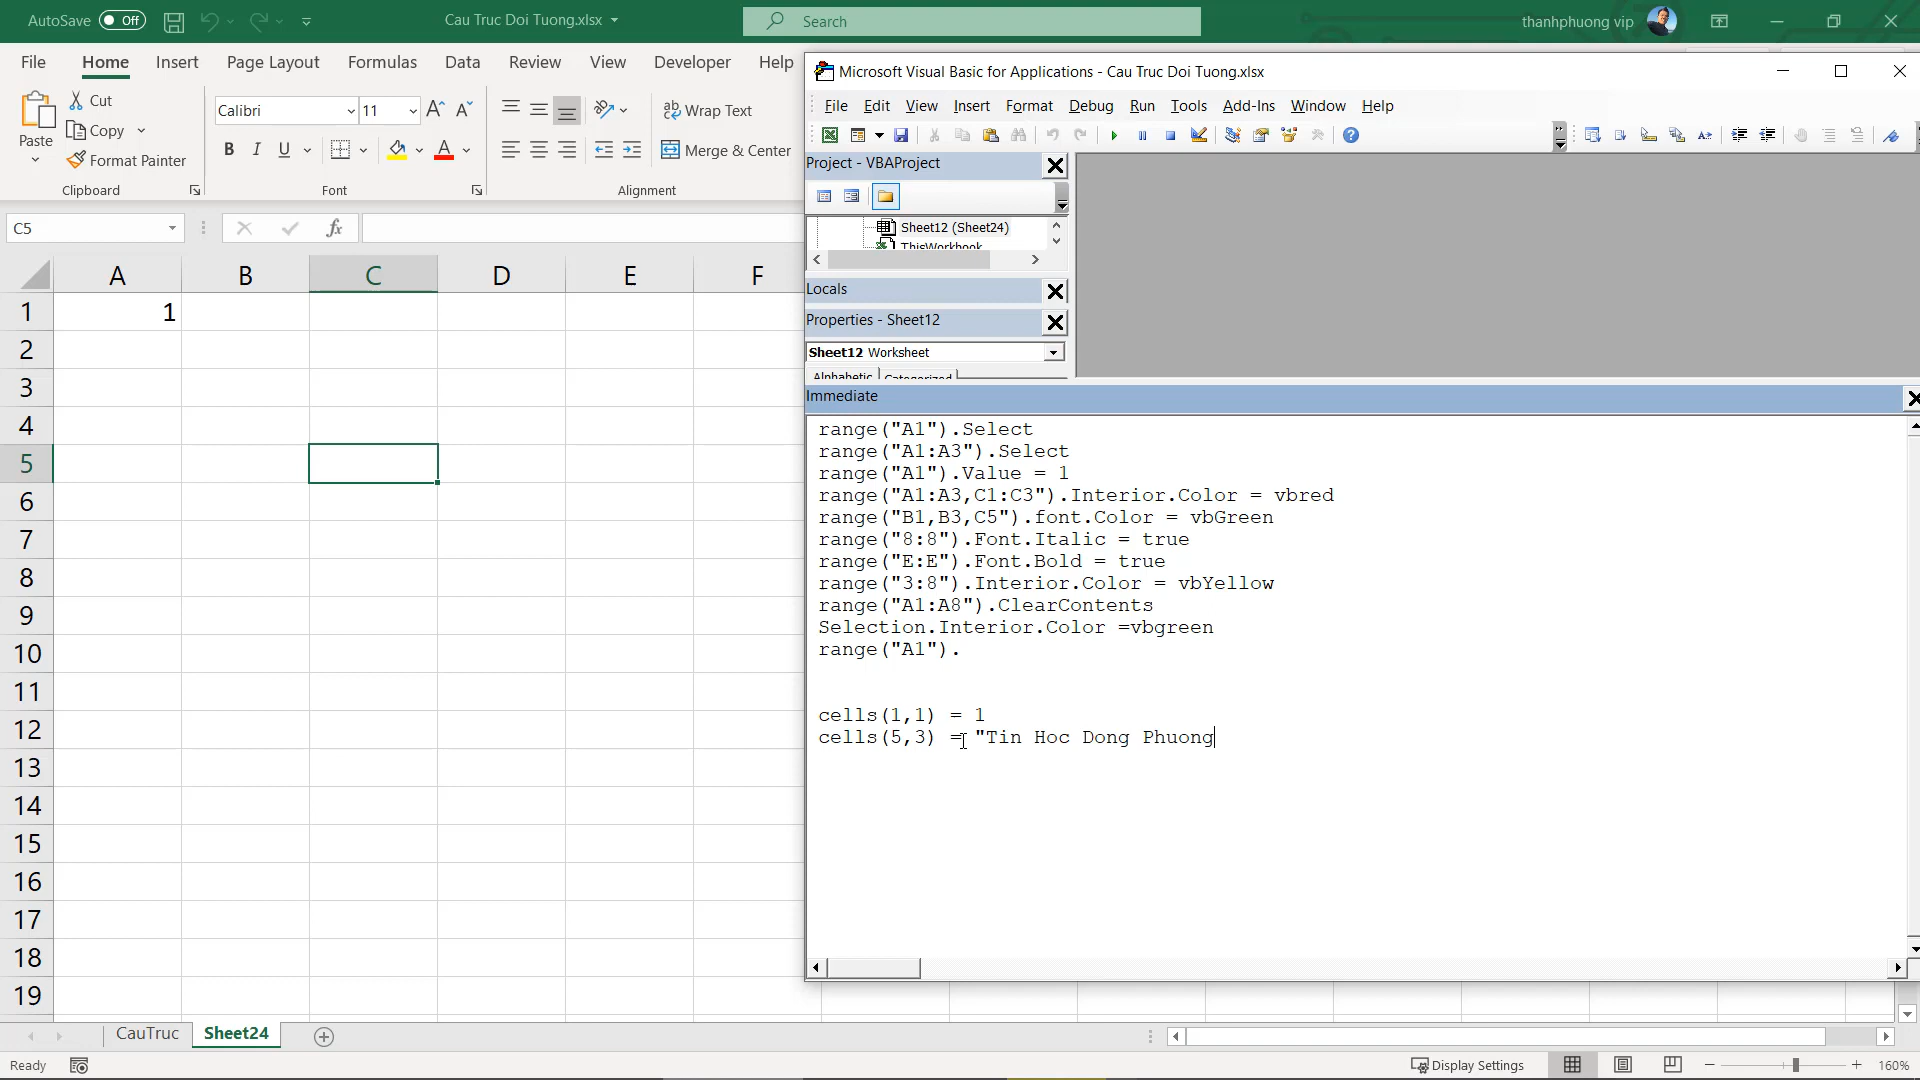 AutoSave Off Cau Truc Doi Tuong.xlsx Search thanhphuong vip
File Home Insert Page Layout Formulas Data Review View Developer Help
Paste
Cut
Copy
Format Painter
Clipboard
Calibri 11
B I U A
Font
ab Wrap Text
Merge & Center
Alignment
C5 fx
A B C D E F
1 1
2
3
4
5
6
7
8
9
10
11
12
13
14
15
16
17
18
19
CauTruc Sheet24
Ready Display Settings 160%
Microsoft Visual Basic for Applications - Cau Truc Doi Tuong.xlsx
File Edit View Insert Format Debug Run Tools Add-Ins Window Help
Project - VBAProject
Sheet12 (Sheet24)
ThisWorkbook
Locals
Properties - Sheet12
Sheet12 Worksheet
Alphabetic Categorized
Immediate
range("A1").Select
range("A1:A3").Select
range("A1").Value = 1
range("A1:A3,C1:C3").Interior.Color = vbred
range("B1,B3,C5").font.Color = vbGreen
range("8:8").Font.Italic = true
range("E:E").Font.Bold = true
range("3:8").Interior.Color = vbYellow
range("A1:A8").ClearContents
Selection.Interior.Color =vbgreen
range("A1").
cells(1,1) = 1
cells(5,3) = "Tin Hoc Dong Phuong